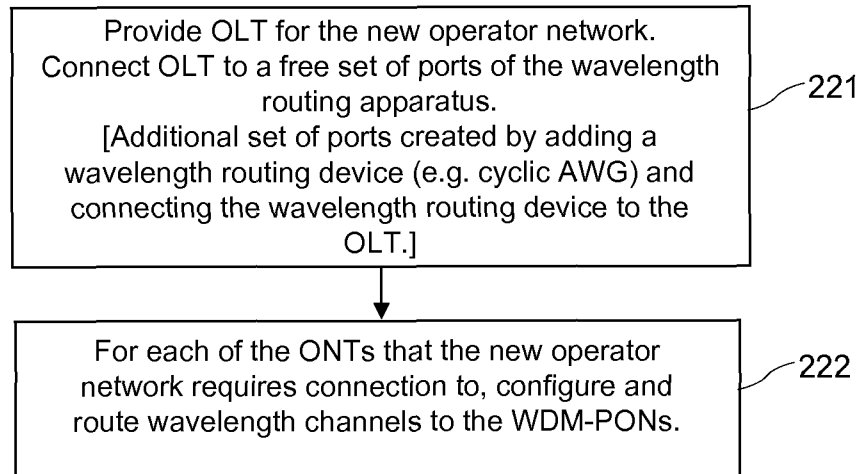 Provide OLT for the new operator network.
Connect OLT to a free set of ports of the wavelength
routing apparatus.
[Additional set of ports created by adding a
wavelength routing device (e.g. cyclic AWG) and
connecting the wavelength routing device to the
OLT.]
221
For each of the ONTs that the new operator
network requires connection to, configure and
route wavelength channels to the WDM-PONs.
222